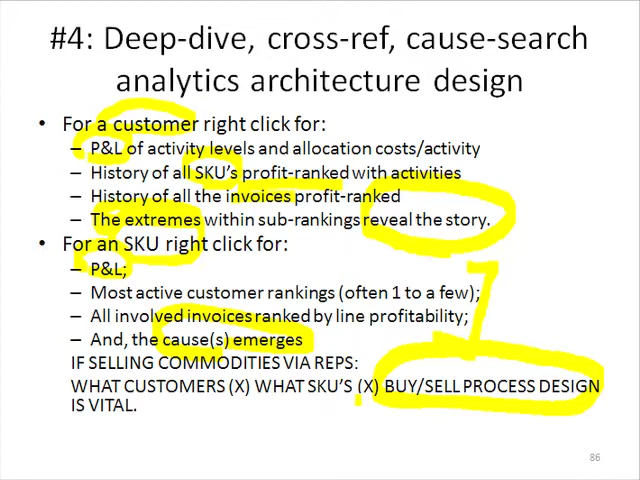 #4: Deep-dive, cross-ref, cause-search
analytics architecture design
• For a customer right click for:
– P&L of activity levels and allocation costs/activity
– History of all SKU's profit-ranked with activities
– History of all the invoices profit-ranked
– The extremes within sub-rankings reveal the story.
• For an SKU right click for:
– P&L;
– Most active customer rankings (often 1 to a few);
– All involved invoices ranked by line profitability;
– And, the cause(s) emerges
IF SELLING COMMODITIES VIA REPS:
WHAT CUSTOMERS (X) WHAT SKU'S (X) BUY/SELL PROCESS DESIGN
IS VITAL.
86